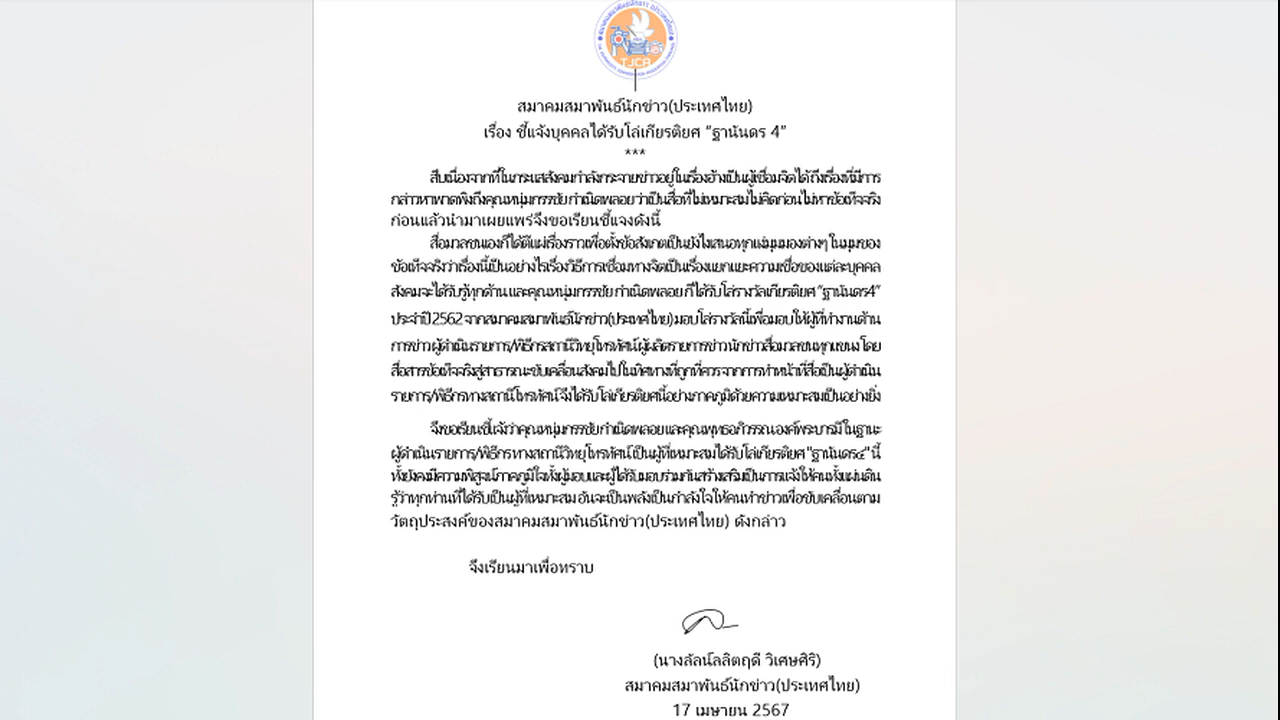 TJCA
สมาคมสมาพันธ์นักข่าว(ประเทศไทย)
เรื่อง ชี้แจ้งบุคคลได้รับโล่เกียรติยศ "ฐานันดร 4"
***
สืบเนื่องจากที่ในกระแสสังคมกำลังกระจายข่าวอยู่ในเรื่องอ้างเป็นผู้เชื่อมจิตได้ ถึงเรื่องที่มีการ
กล่าวหาพาดพิงถึงคุณหนุ่มกรรชัย กำเนิดพลอย ว่าเป็นสื่อที่ไม่เหมาะสมไม่คิดก่อน ไม่หาข้อเท็จจริง
ก่อนแล้วนำมาเผยแพร่จึงขอเรียนชี้แจงดังนี้
สื่อมวลชนเองก็ได้ตีแผ่เรื่องราวเพื่อตั้งข้อสังเกตเป็นยังไงเสนอทุกแง่มุมมองต่างๆ ในมุมของ
ข้อเท็จจริงว่าเรื่องนี้เป็นอย่างไรเรื่องวิธีการเชื่อมทางจิตเป็นเรื่องแยกแยะความเชื่อของแต่ละบุคคล
สังคมจะได้รับรู้ทุกด้าน และคุณหนุ่มกรรชัย กำเนิดพลอย ก็ได้รับโล่รางวัลเกียรติยศ "ฐานันดร4"
ประจำปี 2562 จากสมาคมสมาพันธ์นักข่าว(ประเทศไทย) มอบโล่รางวัลนี้เพื่อมอบให้ผู้ที่ทำงานด้าน
การข่าว ผู้ดำเนินรายการ/พิธีกรสถานีวิทยุโทรทัศน์ ผู้ผลิตรายการข่าว นักข่าวสื่อมวลชนทุกแขนง โดย
สื่อสารข้อเท็จจริงสู่สาธารณะขับเคลื่อนสังคมไปในทิศทางที่ถูกที่ควร จากการทำหน้าที่สื่อเป็นผู้ดำเนิน
รายการ/พิธีกรทางสถานีโทรทัศน์ จึงได้รับโล่เกียรติยศนี้อย่างภาคภูมิด้วยความเหมาะสมเป็นอย่างยิ่ง
จึงขอเรียนชี้แจ้งว่าคุณหนุ่มกรรชัย กำเนิดพลอย และคุณพุทธอภิวรรณ องค์พระบารมี ในฐานะ
ผู้ดำเนินรายการ/พิธีกรทางสถานีวิทยุโทรทัศน์ เป็นผู้ที่เหมาะสมได้รับโล่เกียรติยศ "ฐานันดร๔" นี้
ทั้งยังคงมีความพิสูจน์ภาคภูมิใจทั้งผู้มอบและผู้ได้รับมอบร่วมกันสร้างเสริมเป็นการแจ้งให้คนทั้งแผ่นดิน
รู้ว่าทุกท่านที่ได้รับเป็นผู้ที่เหมาะสม อันจะเป็นพลังเป็นกำลังใจให้คนทำข่าวเพื่อขับเคลื่อนตาม
วัตถุประสงค์ของสมาคมสมาพันธ์นักข่าว(ประเทศไทย) ดังกล่าว
จึงเรียนมาเพื่อทราบ
(นางลัลน์ลลิตฤดี วิเศษศิริ)
สมาคมสมาพันธ์นักข่าว(ประเทศไทย)
17 เมษายน 2567